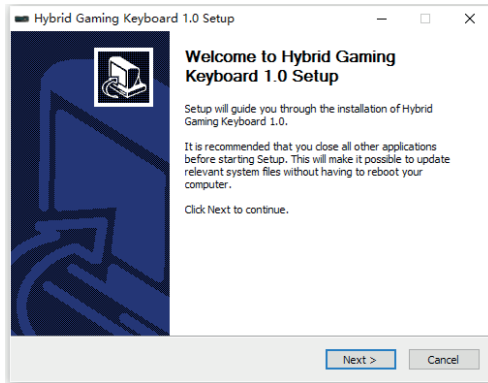 Hybrid Gaming Keyboard 1.0 Setup
Welcome to Hybrid Gaming
Keyboard 1.0 Setup
Setup will guide you through the installation of Hybrid
Gaming Keyboard 1.0.
It is recommended that you close all other applications
before starting Setup. This will make it possible to update
relevant system files without having to reboot your
computer.
Click Next to continue.
Next >
Cancel